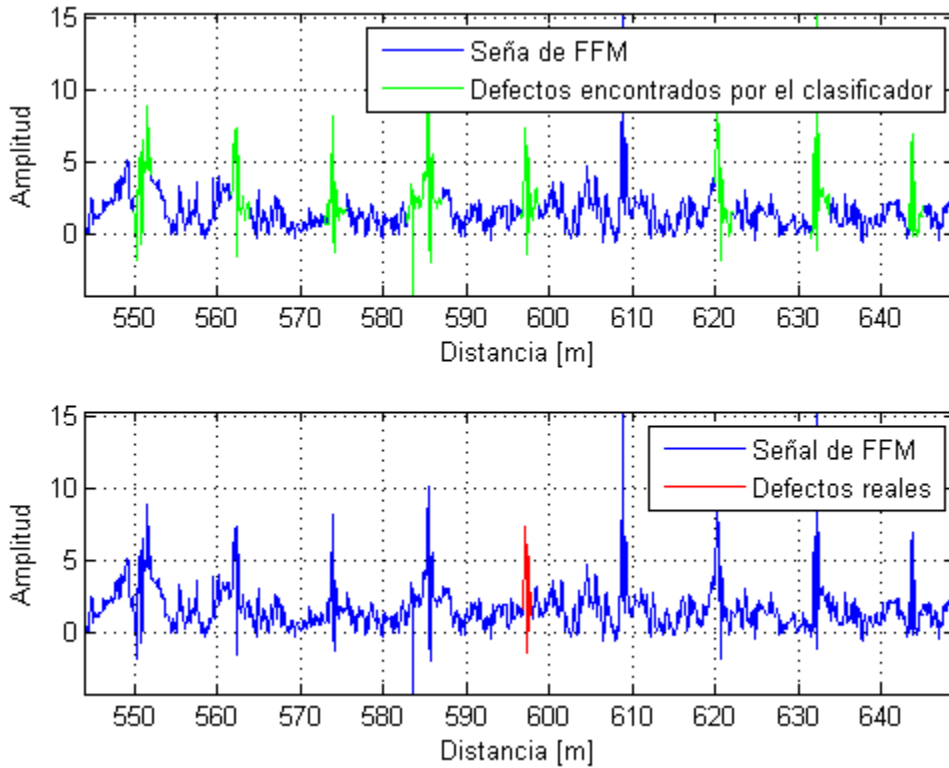 15
10
5
0
Amplitud
Seña de FFM
Defectos encontrados por el clasificador
550 560 570 580 590 600 610 620 630 640
Distancia [m]
15
10
5
0
Amplitud
Señal de FFM
Defectos reales
550 560 570 580 590 600 610 620 630 640
Distancia [m]